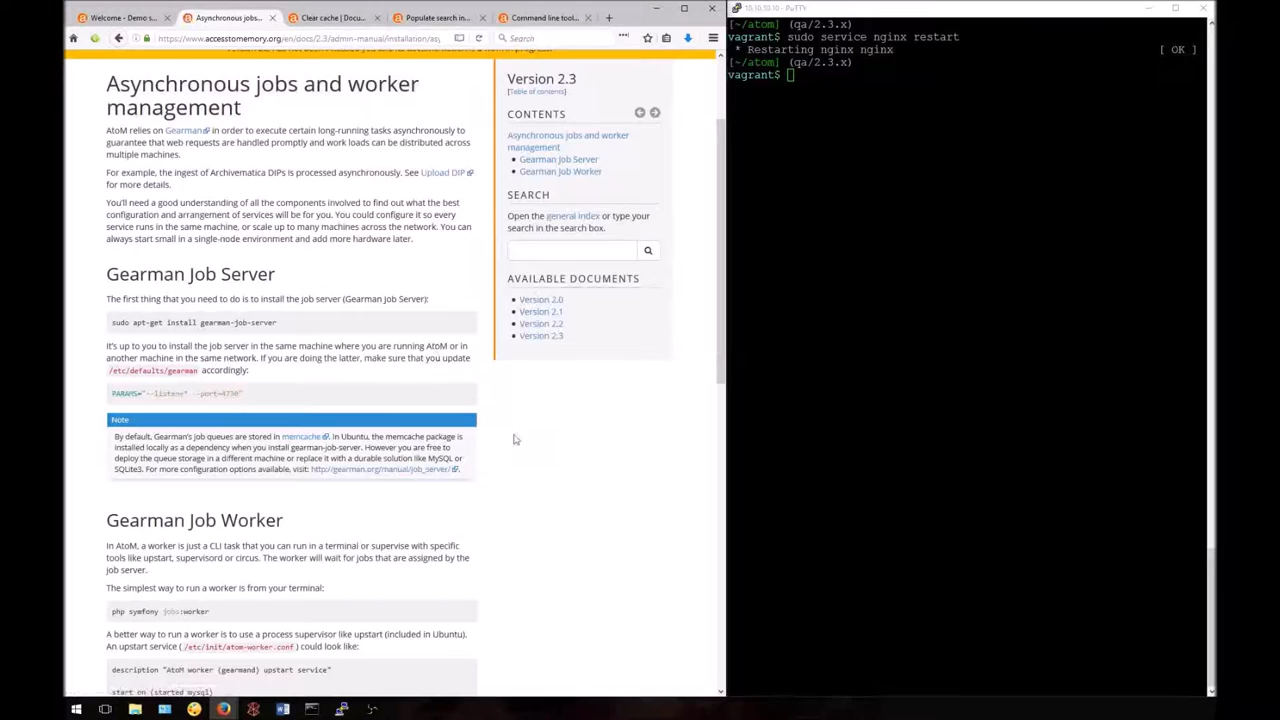 Welcome - Demo s...
Asynchronous jobs...
Clear cache | Docu...
Populate search in...
Command line tool...
https://www.accesstomemory.org/en/docs/2.3/admin-manual/installation/asy
Search
Asynchronous jobs and worker
management
AtoM relies on Gearman in order to execute certain long-running tasks asynchronously to
guarantee that web requests are handled promptly and work loads can be distributed across
multiple machines.
For example, the ingest of Archivematica DIPs is processed asynchronously. See Upload DIP
for more details.
You'll need a good understanding of all the components involved to find out what the best
configuration and arrangement of services will be for you. You could configure it so every
service runs in the same machine, or scale up to many machines across the network. You can
always start small in a single-node environment and add more hardware later.
Gearman Job Server
The first thing that you need to do is to install the job server (Gearman Job Server):
sudo apt-get install gearman-job-server
It's up to you to install the job server in the same machine where you are running AtoM or in
another machine in the same network. If you are doing the latter, make sure that you update
/etc/defaults/gearman accordingly:
PARAMS="--listen=* --port=4730"
Note
By default, Gearman's job queues are stored in memcache. In Ubuntu, the memcache package is
installed locally as a dependency when you install gearman-job-server. However you are free to
deploy the queue storage in a different machine or replace it with a durable solution like MySQL or
SQLite3. For more configuration options available, visit: http://gearman.org/manual/job_server/.
Gearman Job Worker
In AtoM, a worker is just a CLI task that you can run in a terminal or supervise with specific
tools like upstart, supervisord or circus. The worker will wait for jobs that are assigned by the
job server.
The simplest way to run a worker is from your terminal:
php symfony jobs:worker
A better way to run a worker is to use a process supervisor like upstart (included in Ubuntu).
An upstart service (/etc/init/atom-worker.conf) could look like:
description "AtoM worker (gearmand) upstart service"
start on (started mysql)
Version 2.3
[Table of contents]
CONTENTS
Asynchronous jobs and worker
management
Gearman Job Server
Gearman Job Worker
SEARCH
Open the general index or type your
search in the search box.
AVAILABLE DOCUMENTS
Version 2.0
Version 2.1
Version 2.2
Version 2.3
10.10.10.10 - PuTTY
[~/atom] (qa/2.3.x)
vagrant$ sudo service nginx restart
* Restarting nginx nginx [ OK ]
[~/atom] (qa/2.3.x)
vagrant$